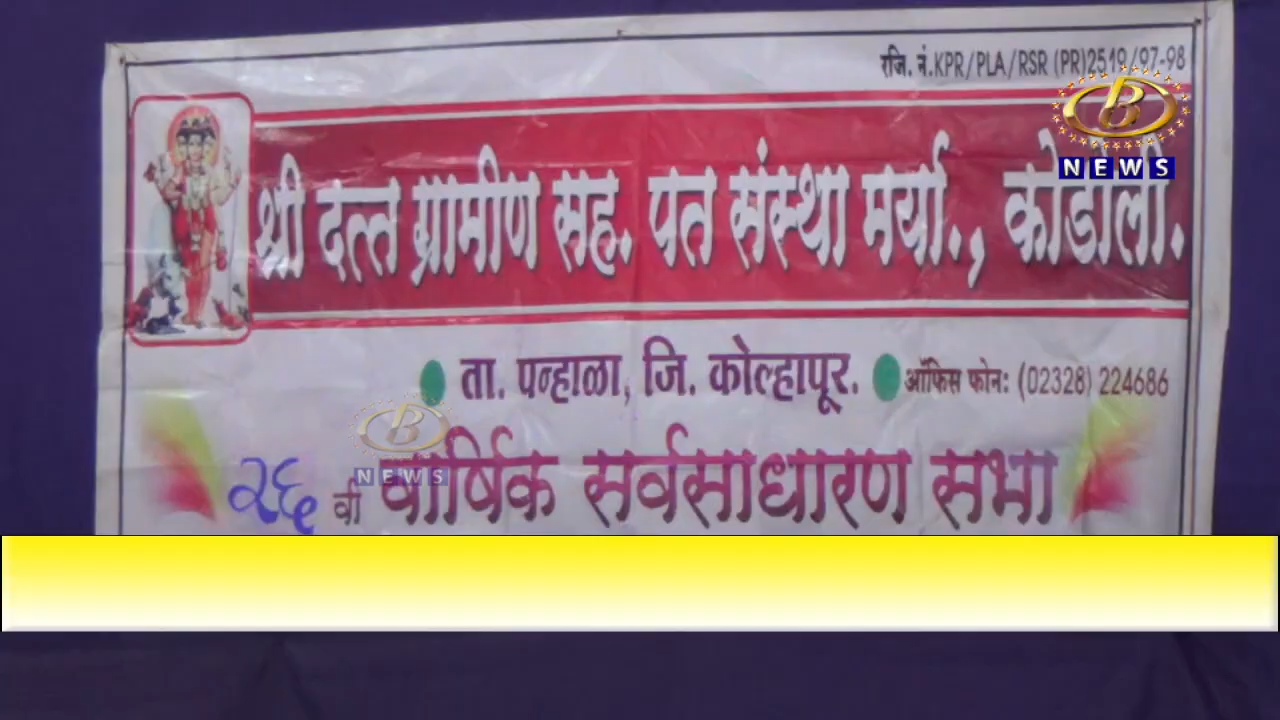 रजि. नं.KPR/PLA/RSR (PR)2519/97-98
B
NEWS
श्री दत्त ग्रामीण सह. पत संस्था मर्या., कोडोली.
ता. पन्हाळा, जि. कोल्हापूर. ऑफिस फोन: (02328) 224686
B
NEWS
२६ वी वार्षिक सर्वसाधारण सभा